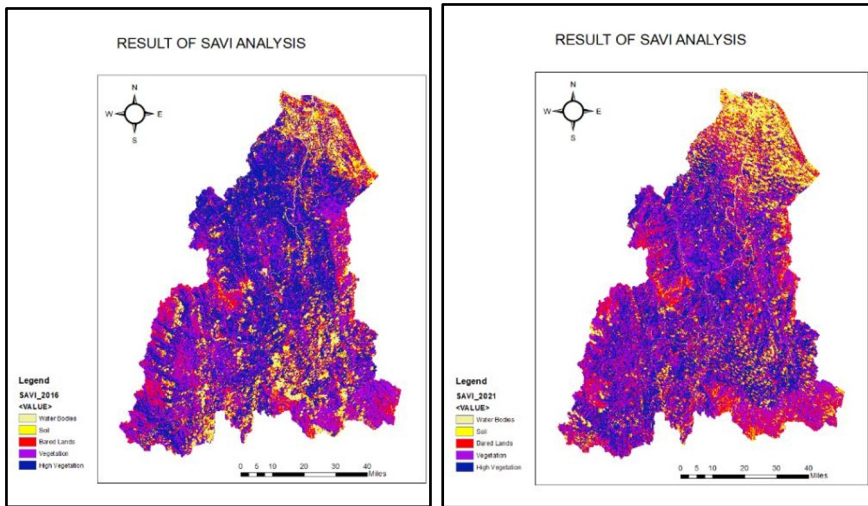 RESULT OF SAVI ANALYSIS
N
W E
S
Legend
SAVI_2016
<VALUE>
Water Bodies
Soil
Bared Lands
Vegetation
High Vegetation
0 5 10 20 30 40
Miles
RESULT OF SAVI ANALYSIS
N
W E
S
Legend
SAVI_2021
<VALUE>
Water Bodies
Soil
Bared Lands
Vegetation
High Vegetation
0 5 10 20 30 40
Miles